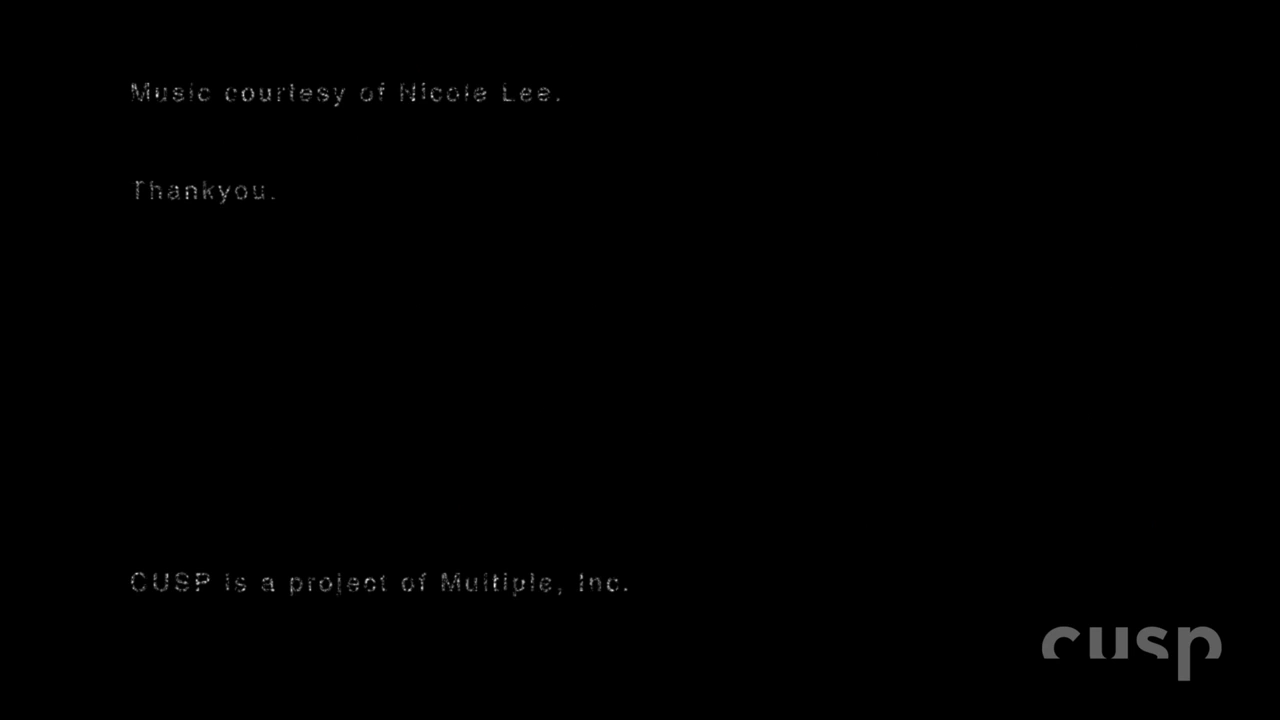 Music courtesy of Nicole Lee.
Thankyou.
CUSP is a project of Multiple, Inc.
cusp